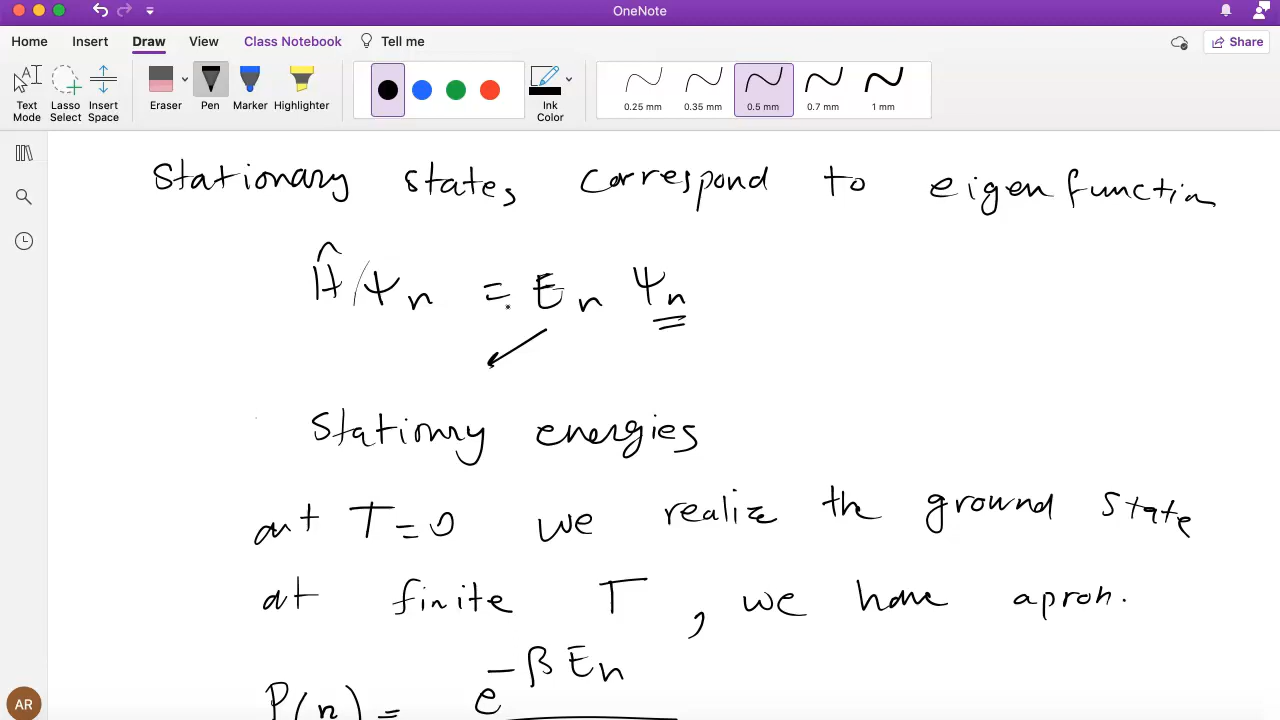 OneNote
Home Insert Draw View Class Notebook Tell me Share
Text Mode Lasso Select Insert Space Eraser Pen Marker Highlighter Ink Color 0.25 mm 0.35 mm 0.5 mm 0.7 mm 1 mm
Stationary states correspond to eigenfunction
Ĥ ψn = En ψn
Stationary energies
at T=0 we realize the ground state
at finite T, we have a prob.
e^-βEn
P(n) =
AR